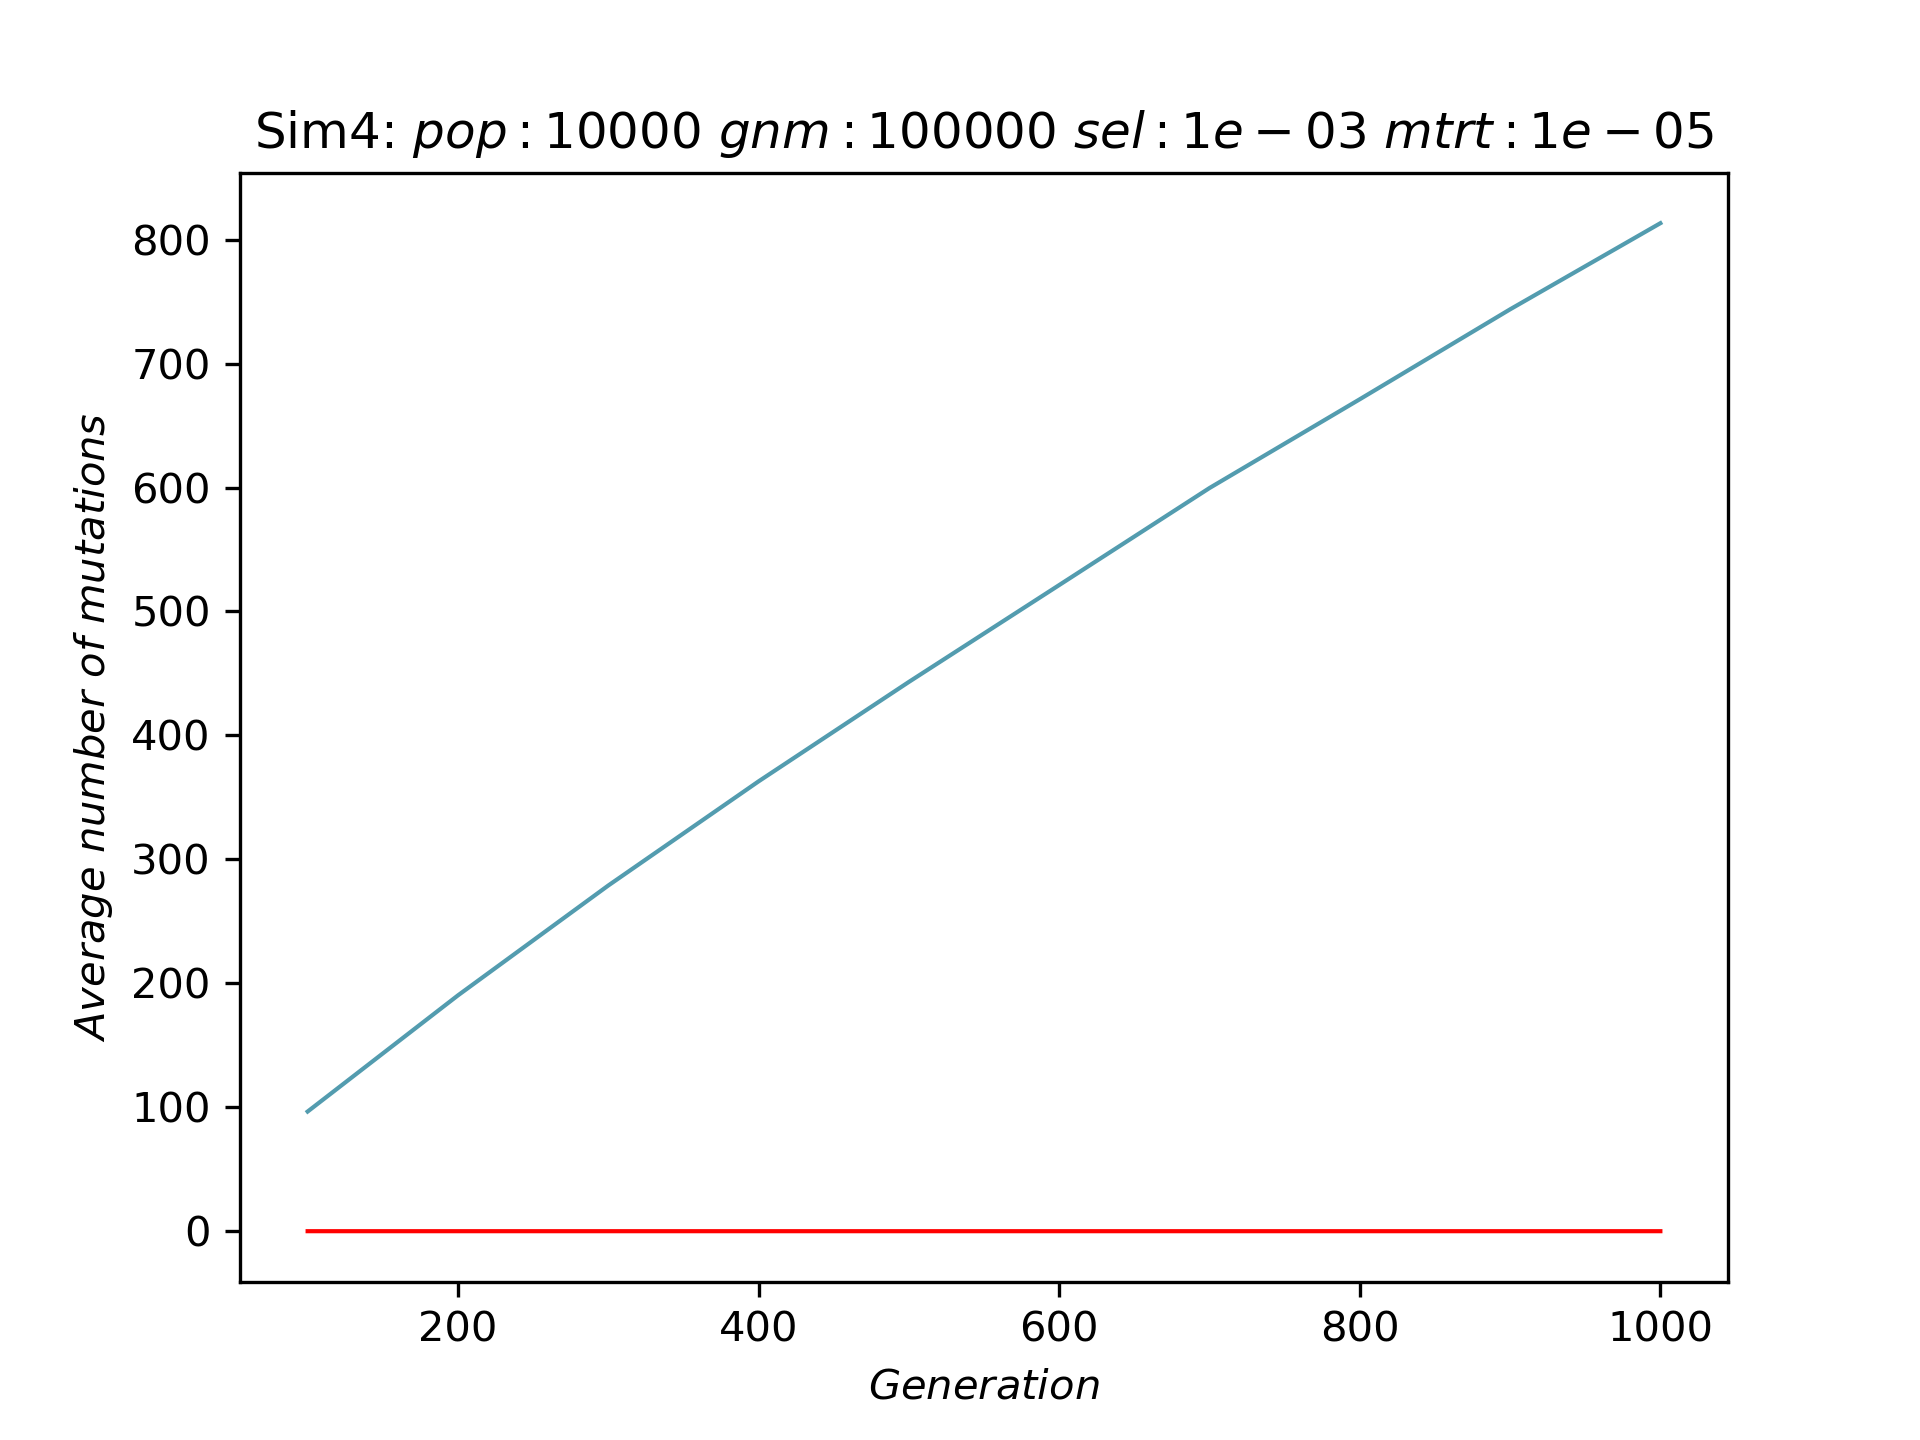 Sim4: pop : 10000 gnm : 100000 sel : 1e − 03 mtrt : 1e − 05
Average number of mutations
800
700
600
500
400
300
200
100
0
200 400 600 800 1000
Generation